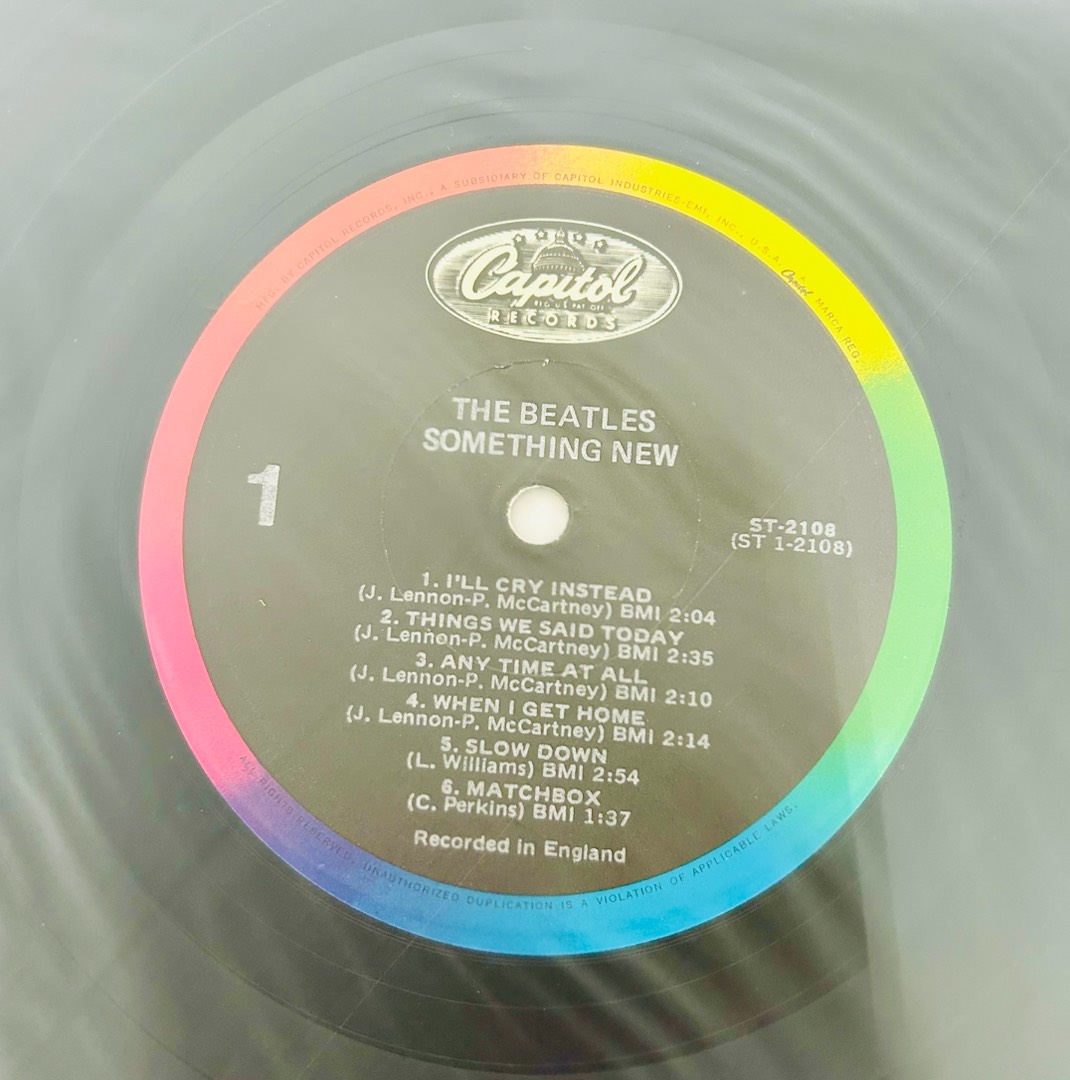 MFD. BY CAPITOL RECORDS, INC., A SUBSIDIARY OF CAPITOL INDUSTRIES-EMI, INC., U.S.A. Capitol MARCA REG.
Capitol
REG. U.S. PAT. OFF.
RECORDS
THE BEATLES
SOMETHING NEW
1
ST-2108
(ST 1-2108)
1. I'LL CRY INSTEAD
(J. Lennon-P. McCartney) BMI 2:04
2. THINGS WE SAID TODAY
(J. Lennon-P. McCartney) BMI 2:35
3. ANY TIME AT ALL
(J. Lennon-P. McCartney) BMI 2:10
4. WHEN I GET HOME
(J. Lennon-P. McCartney) BMI 2:14
5. SLOW DOWN
(L. Williams) BMI 2:54
6. MATCHBOX
(C. Perkins) BMI 1:37
Recorded in England
ALL RIGHTS RESERVED. UNAUTHORIZED DUPLICATION IS A VIOLATION OF APPLICABLE LAWS.